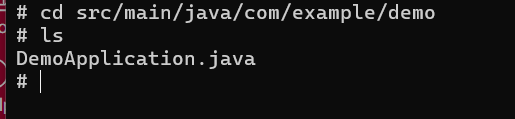 # cd src/main/java/com/example/demo
# ls
DemoApplication.java
#